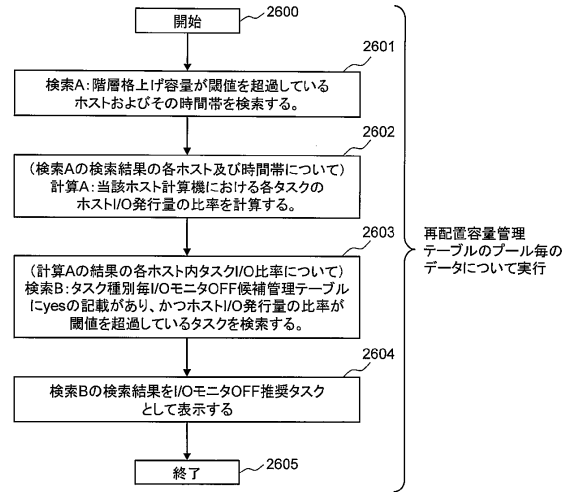 開始
2600
2601
検索A:階層格上げ容量が閾値を超過している
ホストおよびその時間帯を検索する。
2602
(検索Aの検索結果の各ホスト及び時間帯について)
計算A:当該ホスト計算機における各タスクの
ホストI/O発行量の比率を計算する。
2603
(計算Aの結果の各ホスト内タスクI/O比率について)
検索B:タスク種別毎I/OモニタOFF候補管理テーブル
にyesの記載があり、かつホストI/O発行量の比率が
閾値を超過しているタスクを検索する。
2604
検索Bの検索結果をI/OモニタOFF推奨タスク
として表示する
終了
2605
再配置容量管理
テーブルのプール毎の
データについて実行